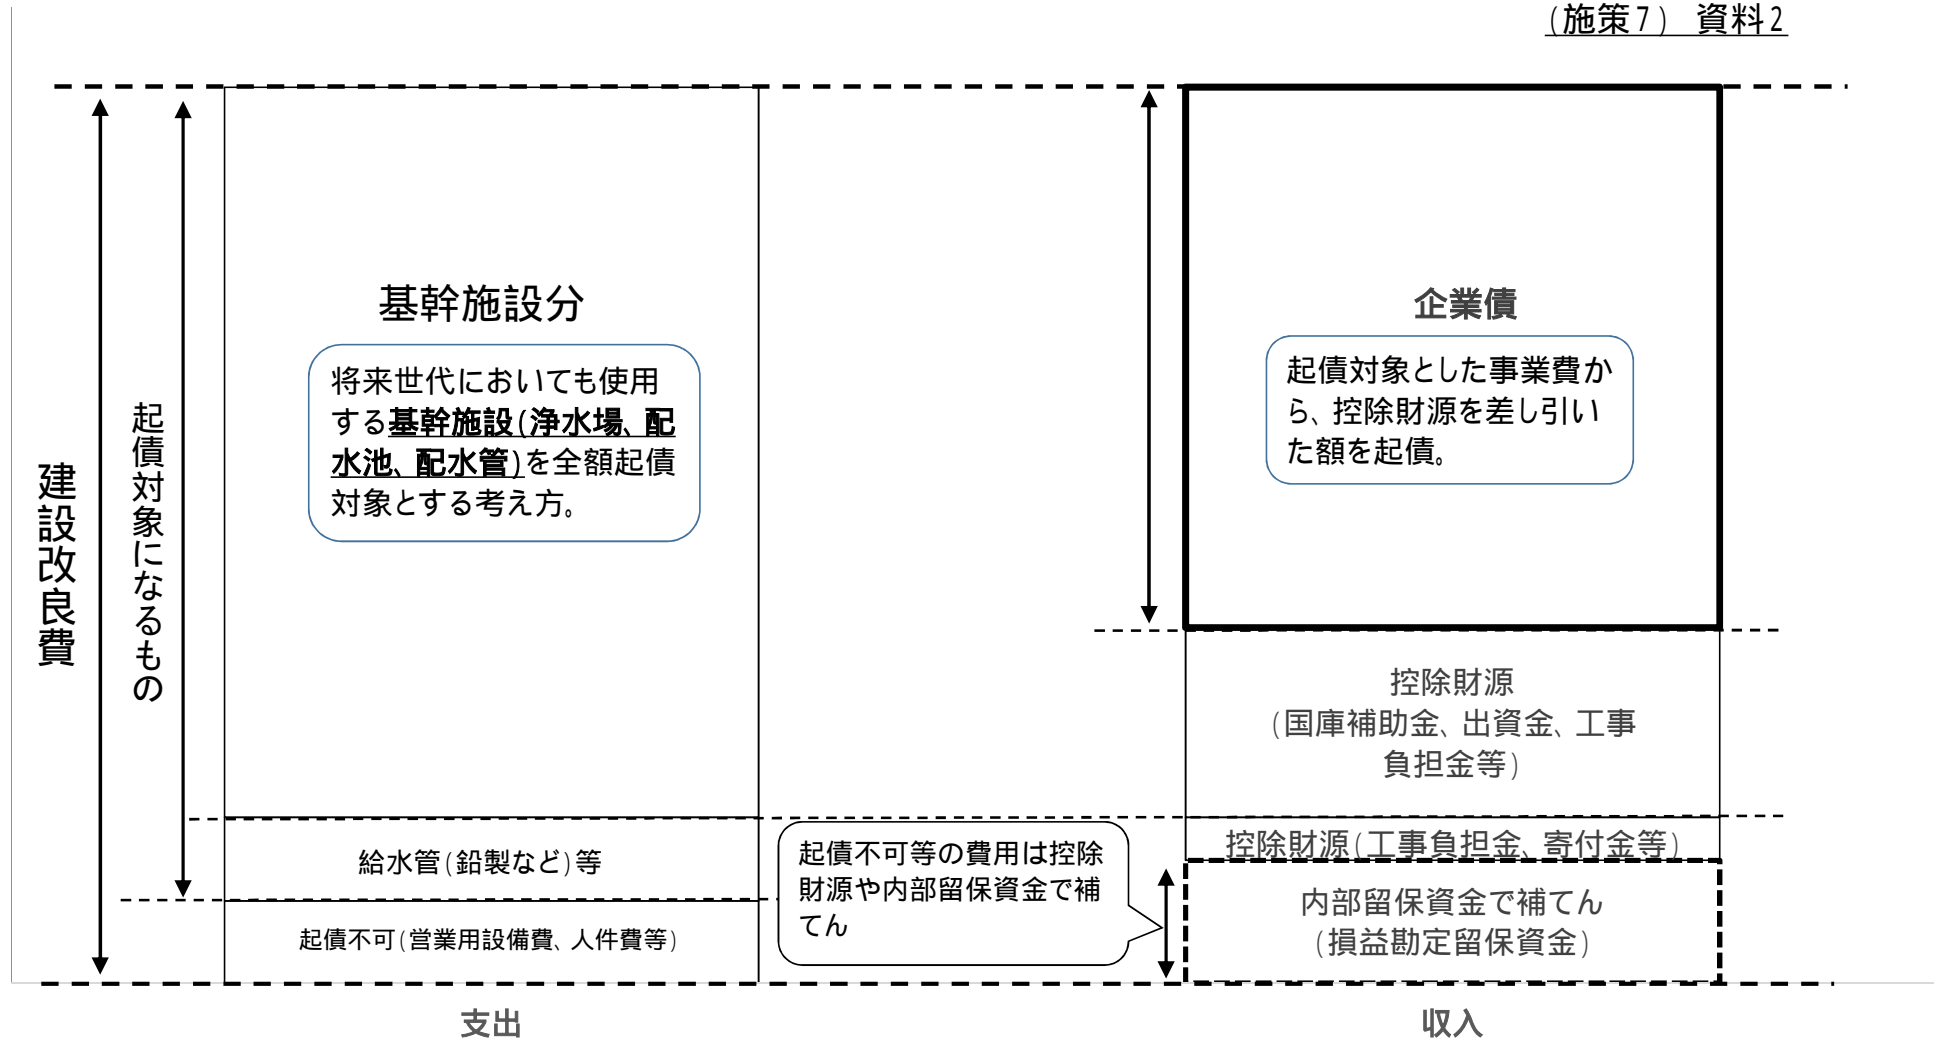 (施策7) 資料2
建設改良費
起債対象になるもの
基幹施設分
将来世代においても使用
する基幹施設(浄水場、配
水池、配水管)を全額起債
対象とする考え方。
給水管(鉛製など)等
起債不可(営業用設備費、人件費等)
支出
起債不可等の費用は控除
財源や内部留保資金で補
てん
企業債
起債対象とした事業費か
ら、控除財源を差し引い
た額を起債。
控除財源
(国庫補助金、出資金、工事
負担金等)
控除財源(工事負担金、寄付金等)
内部留保資金で補てん
(損益勘定留保資金)
収入